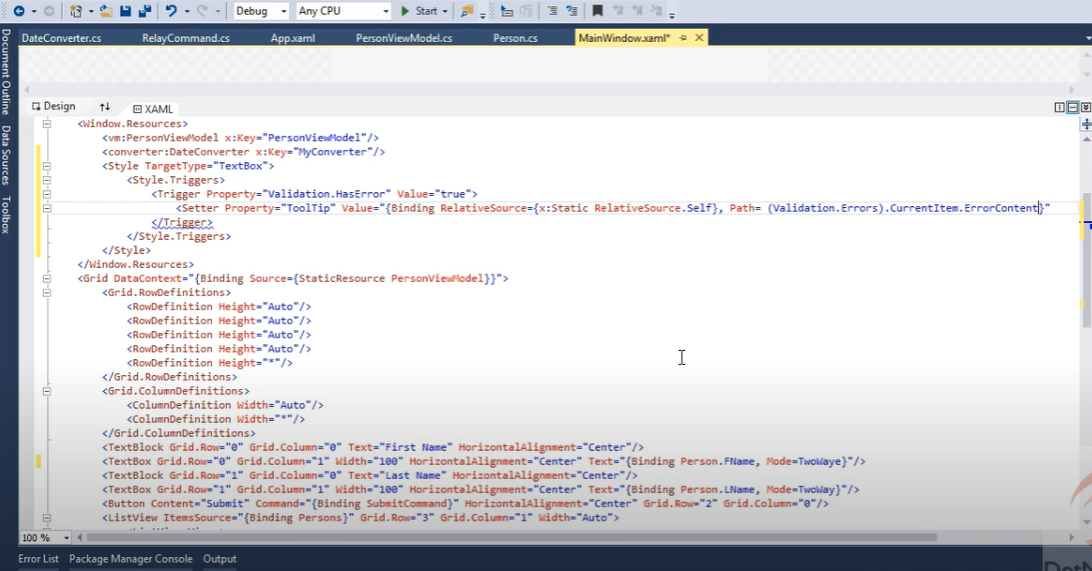 Debug Any CPU Start
DateConverter.cs RelayCommand.cs App.xaml PersonViewModel.cs Person.cs MainWindow.xaml*
Document Outline
Data Sources
Toolbox
Design XAML
<Window.Resources>
<vm:PersonViewModel x:Key="PersonViewModel"/>
<converter:DateConverter x:Key="MyConverter"/>
<Style TargetType="TextBox">
<Style.Triggers>
<Trigger Property="Validation.HasError" Value="true">
<Setter Property="ToolTip" Value="{Binding RelativeSource={x:Static RelativeSource.Self}, Path= (Validation.Errors).CurrentItem.ErrorContent}"
</Trigger>
</Style.Triggers>
</Style>
</Window.Resources>
<Grid DataContext="{Binding Source={StaticResource PersonViewModel}}">
<Grid.RowDefinitions>
<RowDefinition Height="Auto"/>
<RowDefinition Height="Auto"/>
<RowDefinition Height="Auto"/>
<RowDefinition Height="Auto"/>
<RowDefinition Height="*"/>
</Grid.RowDefinitions>
<Grid.ColumnDefinitions>
<ColumnDefinition Width="Auto"/>
<ColumnDefinition Width="*"/>
</Grid.ColumnDefinitions>
<TextBlock Grid.Row="0" Grid.Column="0" Text="First Name" HorizontalAlignment="Center"/>
<TextBox Grid.Row="0" Grid.Column="1" Width="100" HorizontalAlignment="Center" Text="{Binding Person.FName, Mode=TwoWaye}"/>
<TextBlock Grid.Row="1" Grid.Column="0" Text="Last Name" HorizontalAlignment="Center"/>
<TextBox Grid.Row="1" Grid.Column="1" Width="100" HorizontalAlignment="Center" Text="{Binding Person.LName, Mode=TwoWay}"/>
<Button Content="Submit" Command="{Binding SubmitCommand}" HorizontalAlignment="Center" Grid.Row="2" Grid.Column="0"/>
<ListView ItemsSource="{Binding Persons}" Grid.Row="3" Grid.Column="1" Width="Auto">
100 %
Error List Package Manager Console Output